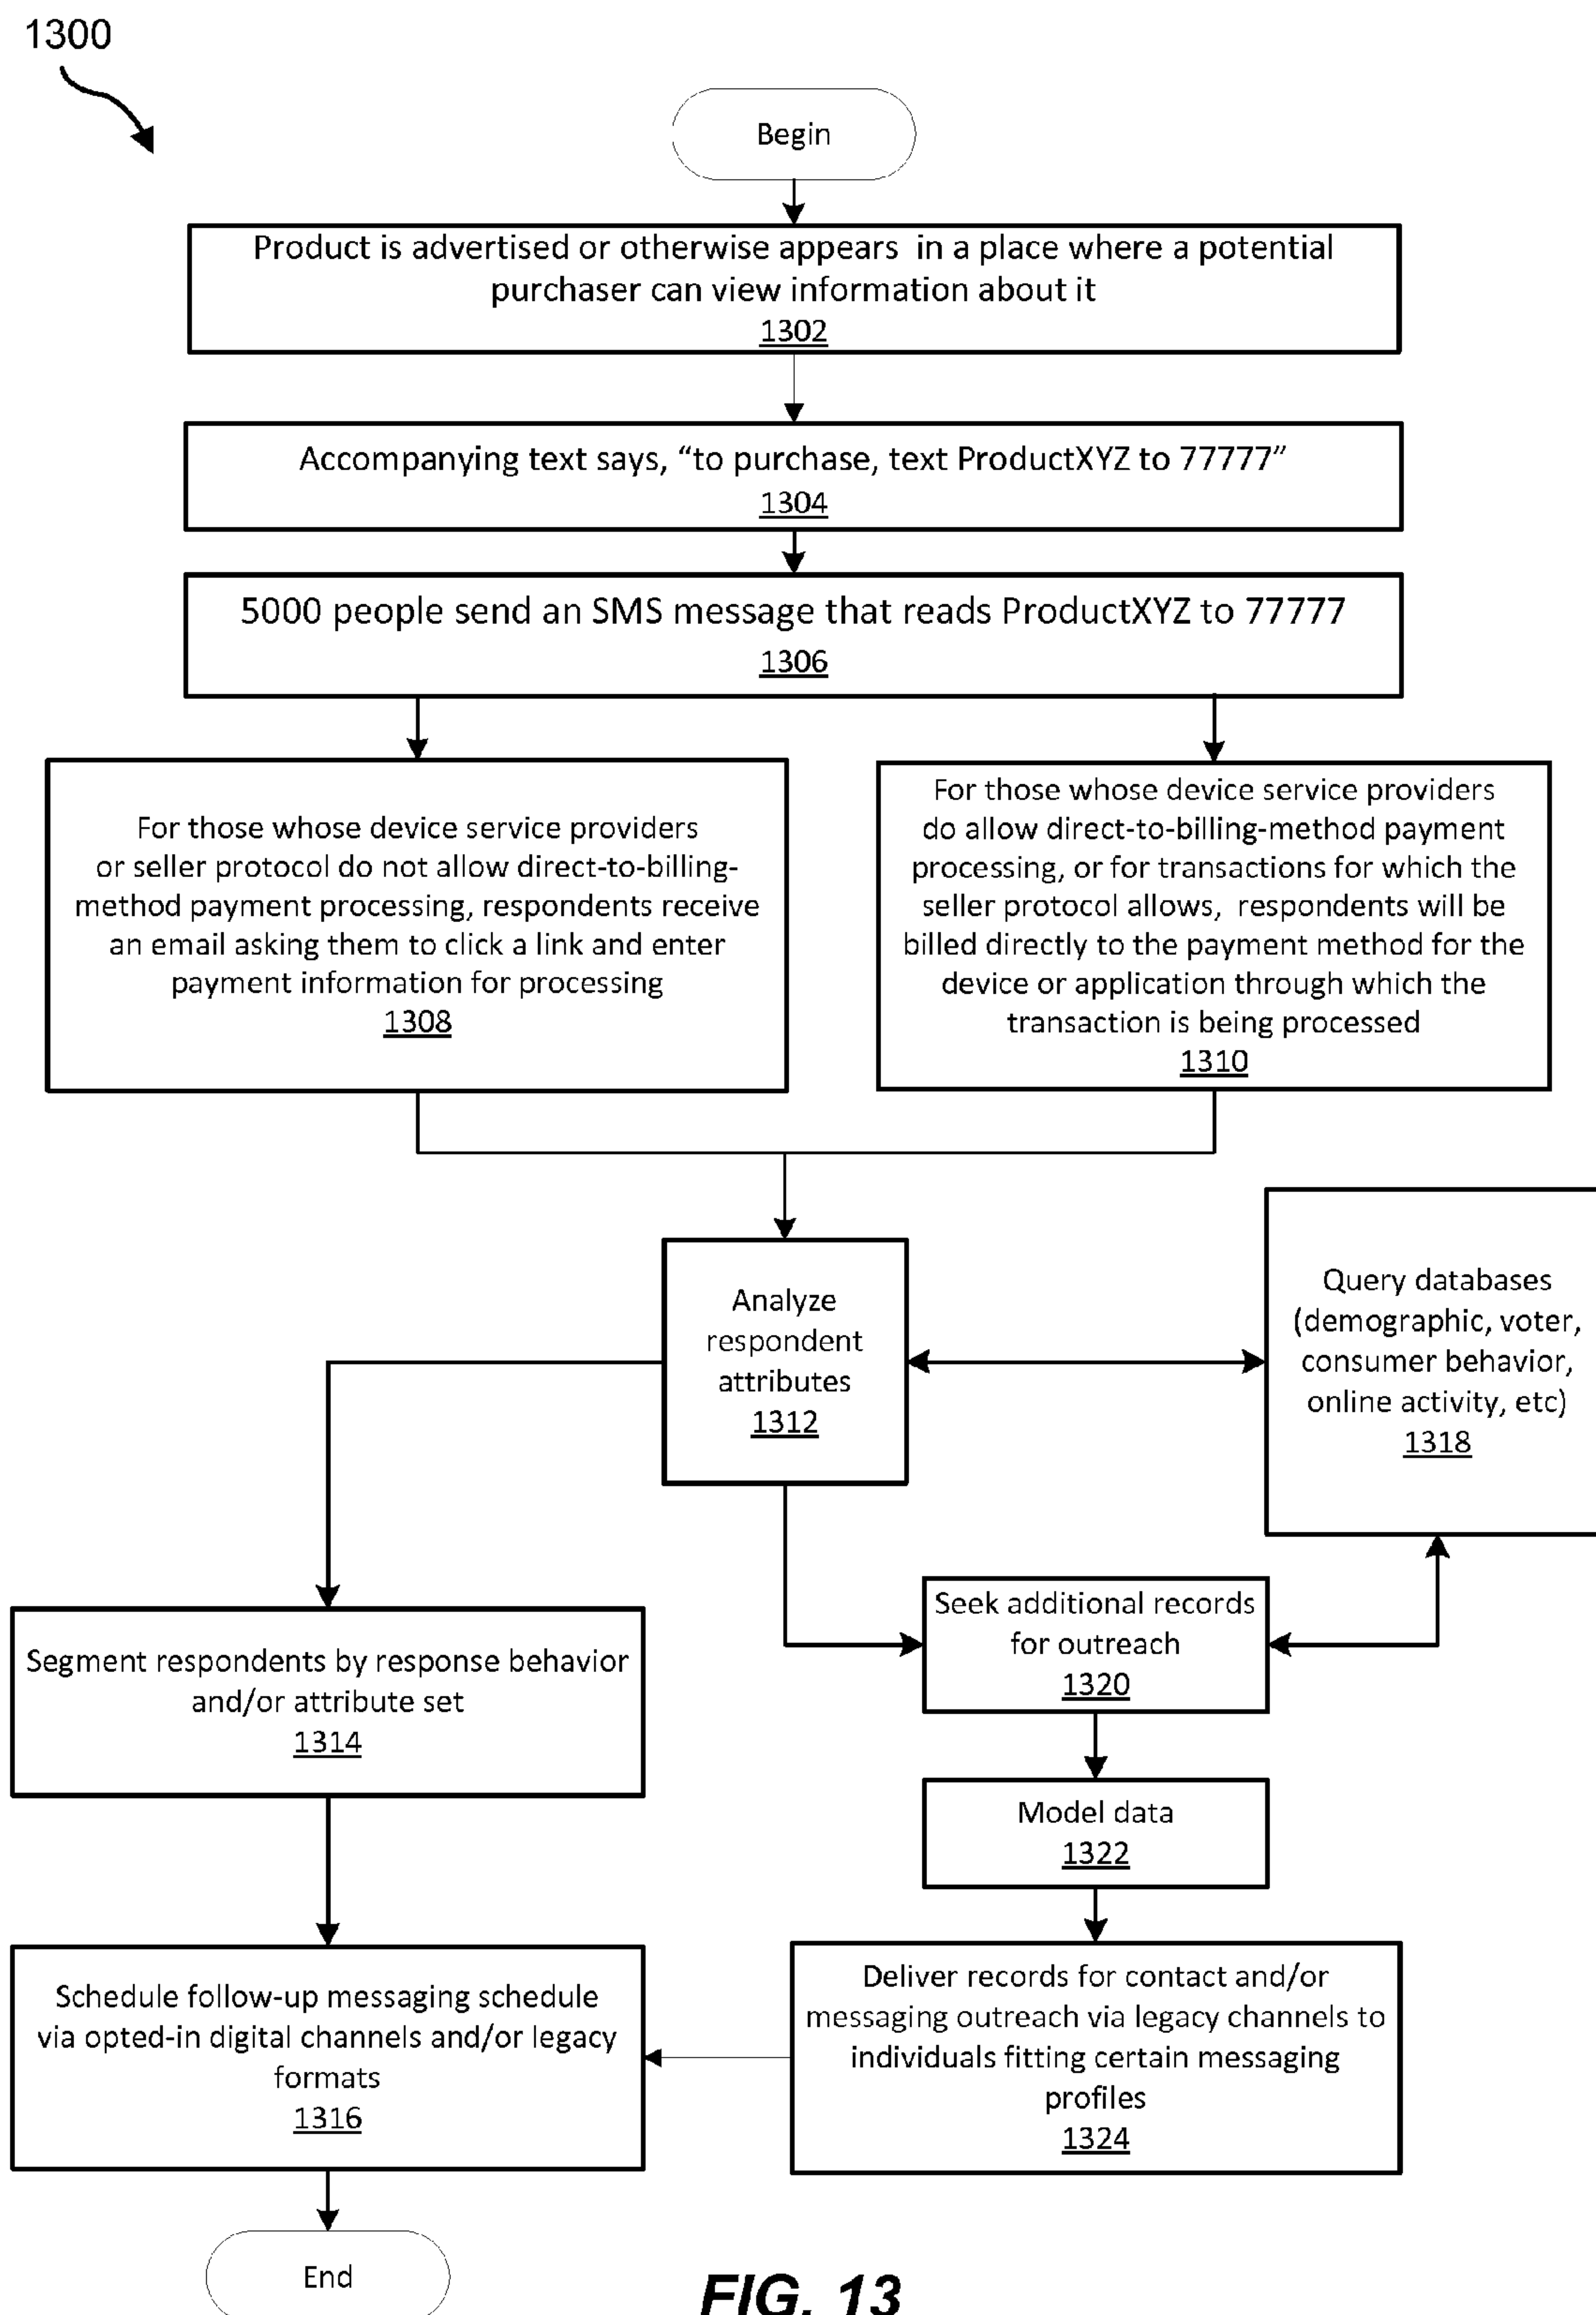 1300
Begin
Product is advertised or otherwise appears in a place where a potential
purchaser can view information about it
1302
Accompanying text says, “to purchase, text ProductXYZ to 77777”
1304
5000 people send an SMS message that reads ProductXYZ to 77777
1306
For those whose device service providers
or seller protocol do not allow direct-to-billing-
method payment processing, respondents receive
an email asking them to click a link and enter
payment information for processing
1308
For those whose device service providers
do allow direct-to-billing-method payment
processing, or for transactions for which the
seller protocol allows, respondents will be
billed directly to the payment method for the
device or application through which the
transaction is being processed
1310
Analyze
respondent
attributes
1312
Query databases
(demographic, voter,
consumer behavior,
online activity, etc)
1318
Seek additional records
for outreach
1320
Segment respondents by response behavior
and/or attribute set
1314
Model data
1322
Schedule follow-up messaging schedule
via opted-in digital channels and/or legacy
formats
1316
Deliver records for contact and/or
messaging outreach via legacy channels to
individuals fitting certain messaging
profiles
1324
End
FIG. 13